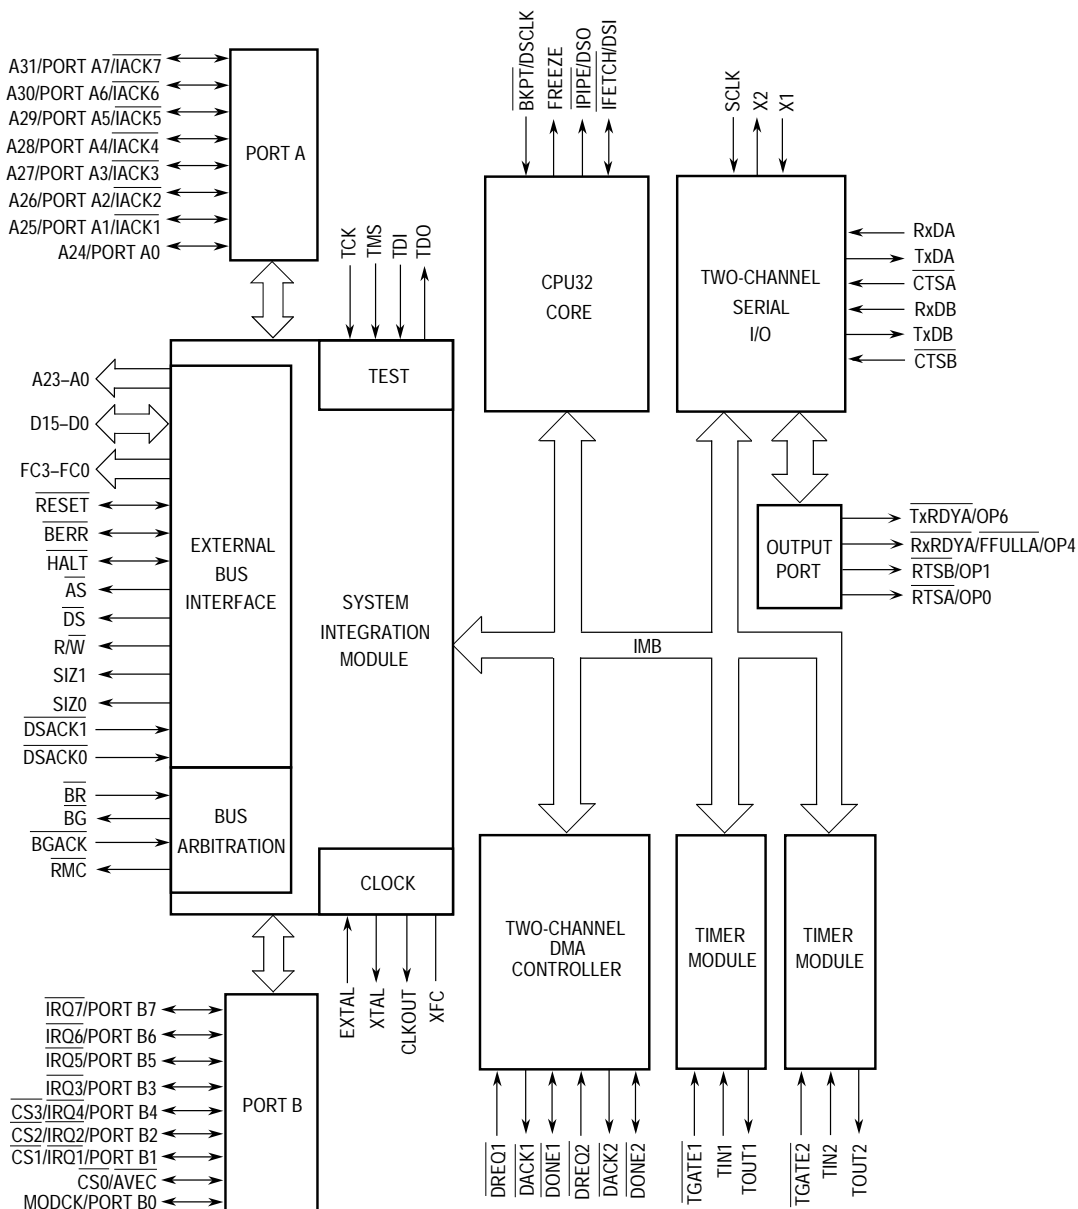 A31/PORT A7/IACK7
A30/PORT A6/IACK6
A29/PORT A5/IACK5
A28/PORT A4/IACK4
A27/PORT A3/IACK3
A26/PORT A2/IACK2
A25/PORT A1/IACK1
A24/PORT A0
PORT A
TCK
TMS
TDI
TDO
BKPT/DSCLK
FREEZE
IPIPE/DSO
IFETCH/DSI
SCLK
X2
X1
CPU32
CORE
TWO-CHANNEL
SERIAL
I/O
RxDA
TxDA
CTSA
RxDB
TxDB
CTSB
TEST
A23–A0
D15–D0
FC3–FC0
RESET
BERR
HALT
AS
DS
R/W
SIZ1
SIZ0
DSACK1
DSACK0
BR
BG
BGACK
RMC
EXTERNAL
BUS
INTERFACE
SYSTEM
INTEGRATION
MODULE
BUS
ARBITRATION
CLOCK
IMB
OUTPUT
PORT
TxRDYA/OP6
RxRDYA/FFULLA/OP4
RTSB/OP1
RTSA/OP0
TWO-CHANNEL
DMA
CONTROLLER
TIMER
MODULE
TIMER
MODULE
EXTAL
XTAL
CLKOUT
XFC
IRQ7/PORT B7
IRQ6/PORT B6
IRQ5/PORT B5
IRQ3/PORT B3
CS3/IRQ4/PORT B4
CS2/IRQ2/PORT B2
CS1/IRQ1/PORT B1
CS0/AVEC
MODCK/PORT B0
PORT B
DREQ1
DACK1
DONE1
DREQ2
DACK2
DONE2
TGATE1
TIN1
TOUT1
TGATE2
TIN2
TOUT2